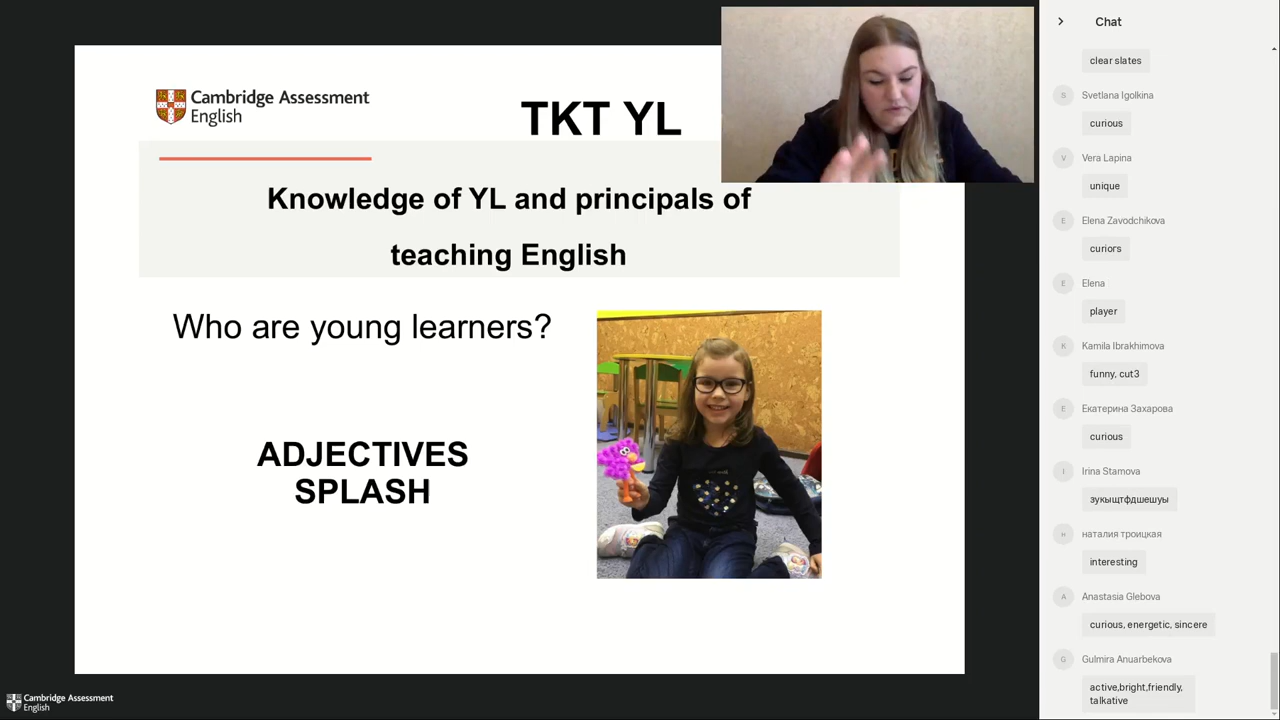 Cambridge Assessment
English
TKT YL
Knowledge of YL and principals of
teaching English
Who are young learners?
ADJECTIVES
SPLASH
Cambridge Assessment
English
Chat
clear slates
S
Svetlana Igolkina
curious
V
Vera Lapina
unique
E
Elena Zavodchikova
curiors
E
Elena
player
K
Kamila Ibrakhimova
funny, cut3
Е
Екатерина Захарова
curious
I
Irina Stamova
зукыщтфдшешуы
н
наталия троицкая
interesting
A
Anastasia Glebova
curious, energetic, sincere
G
Gulmira Anuarbekova
active,bright,friendly,
talkative